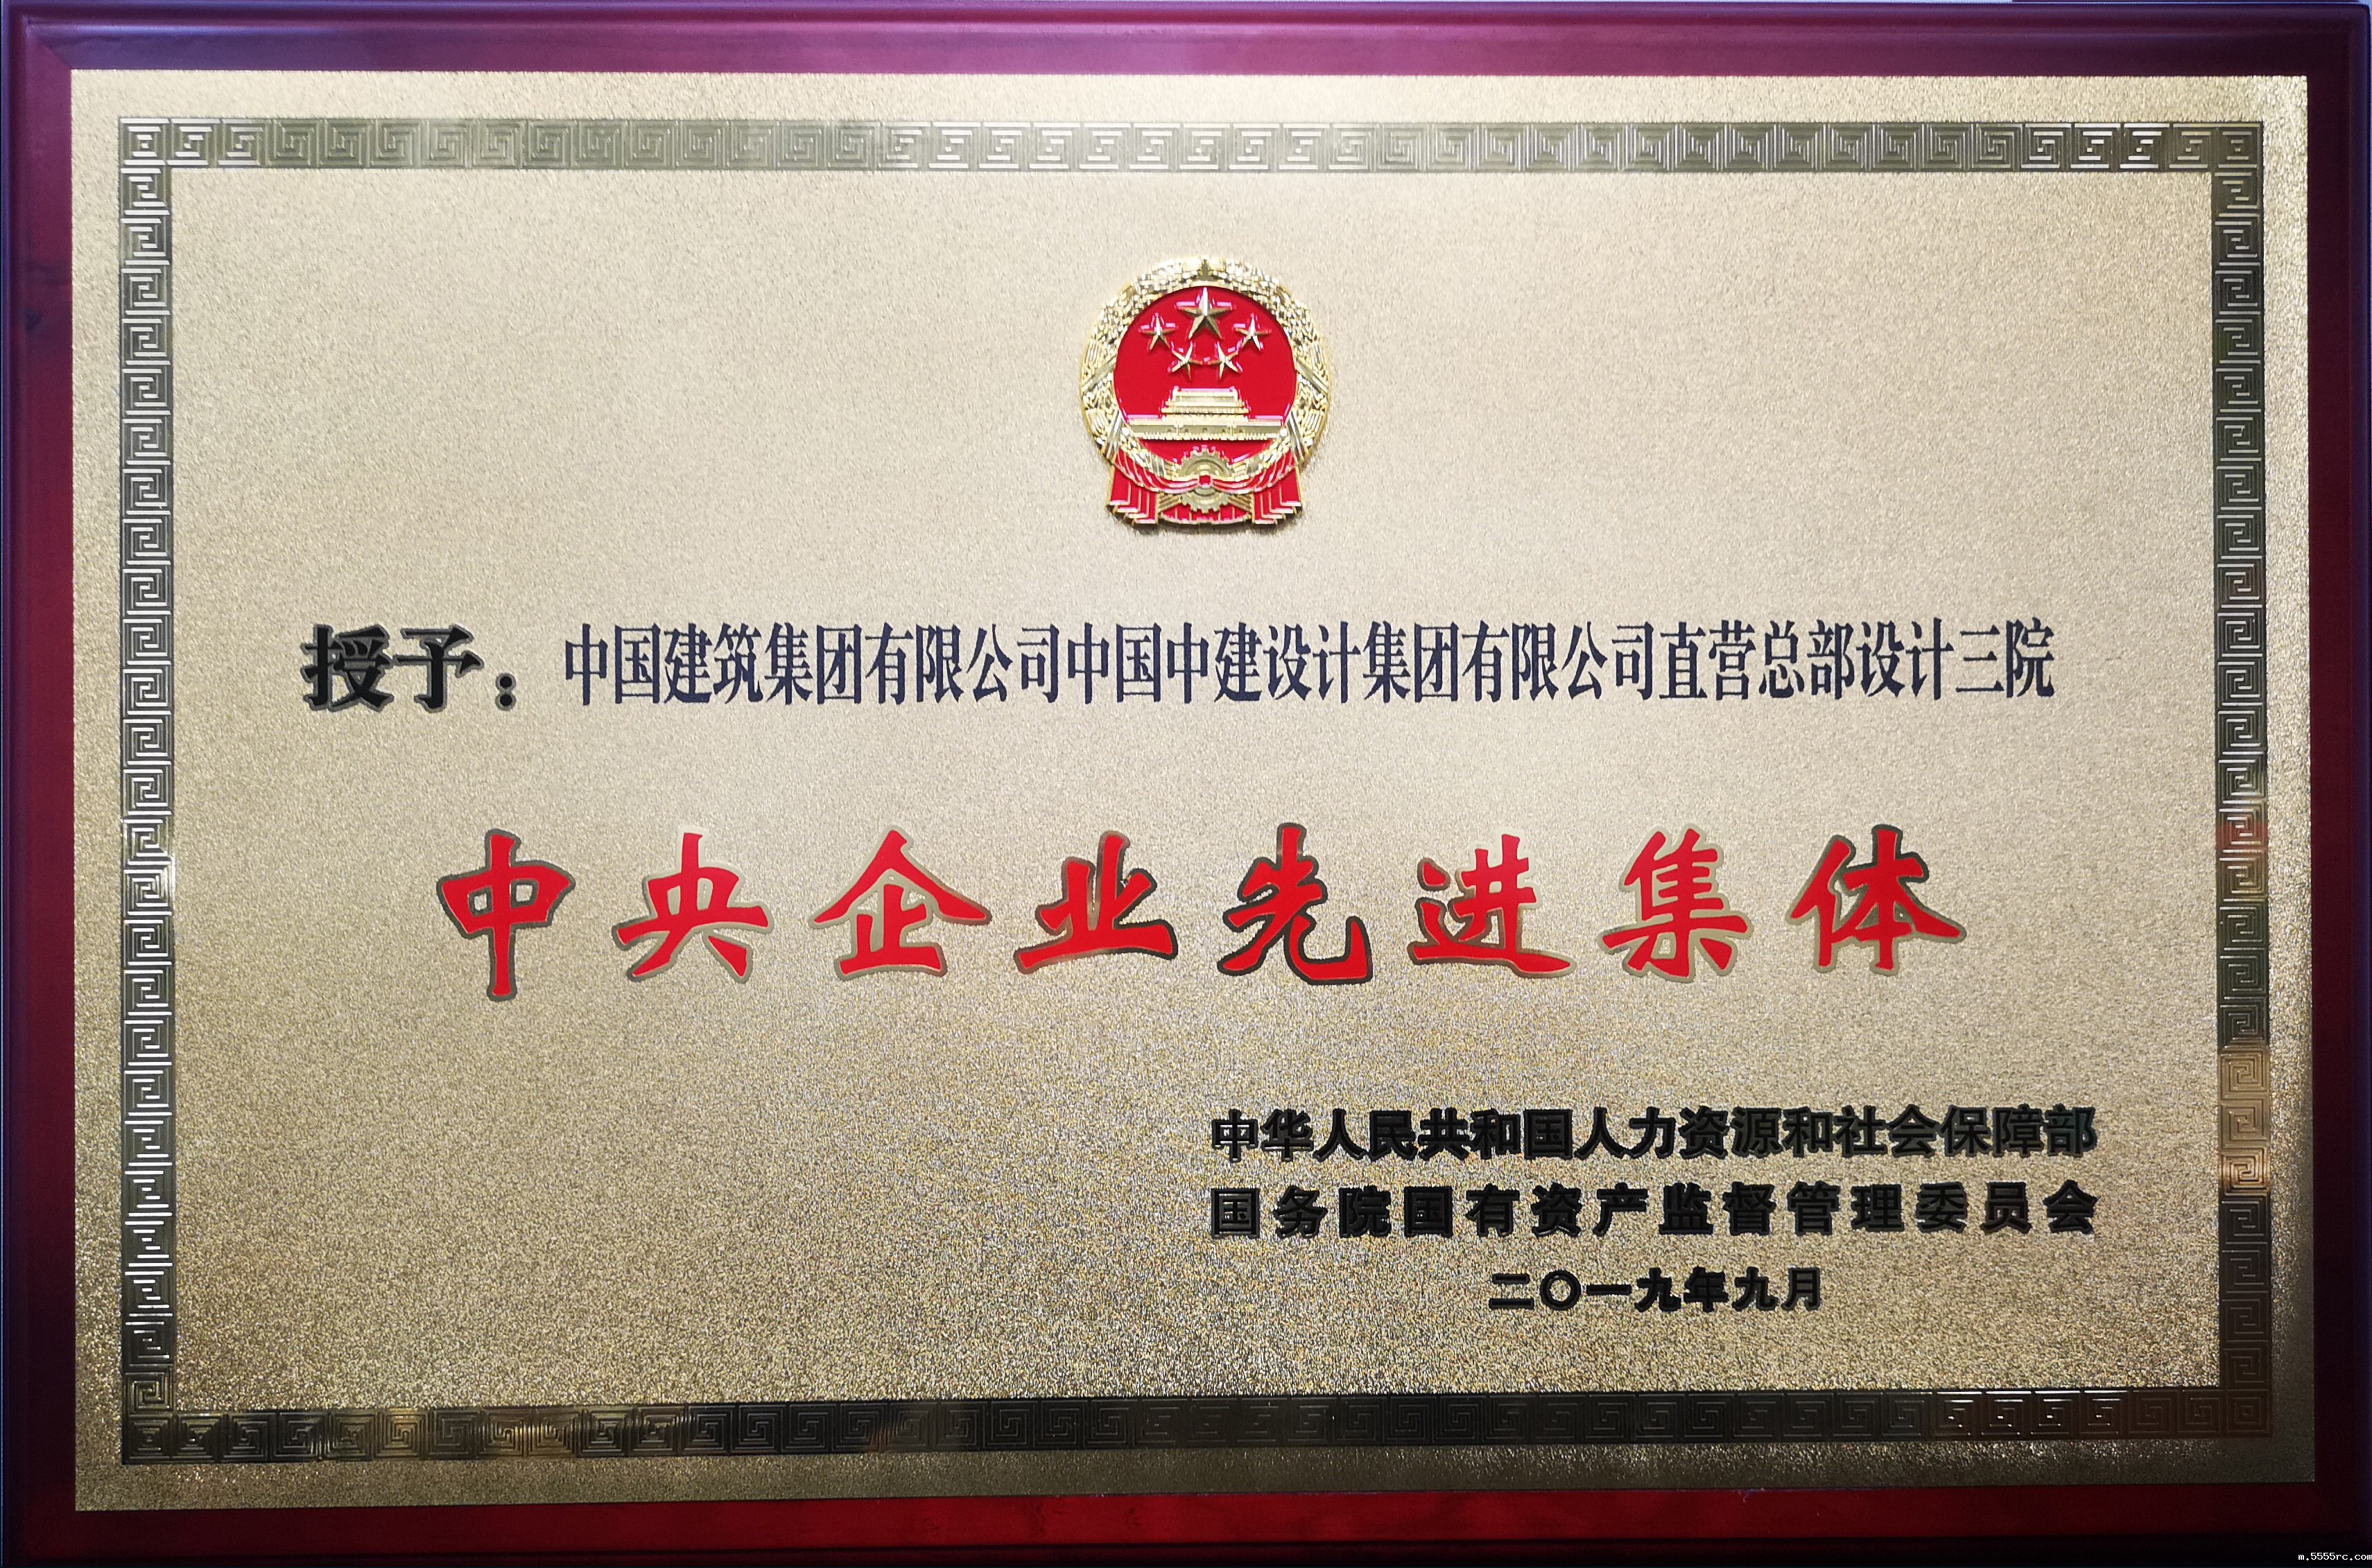 授予：中国建筑集团有限公司中国中建设计集团有限公司直营总部设计三院
中央企业先进集体
中华人民共和国人力资源和社会保障部
国务院国有资产监督管理委员会
二〇一九年九月
m.5555rc.com